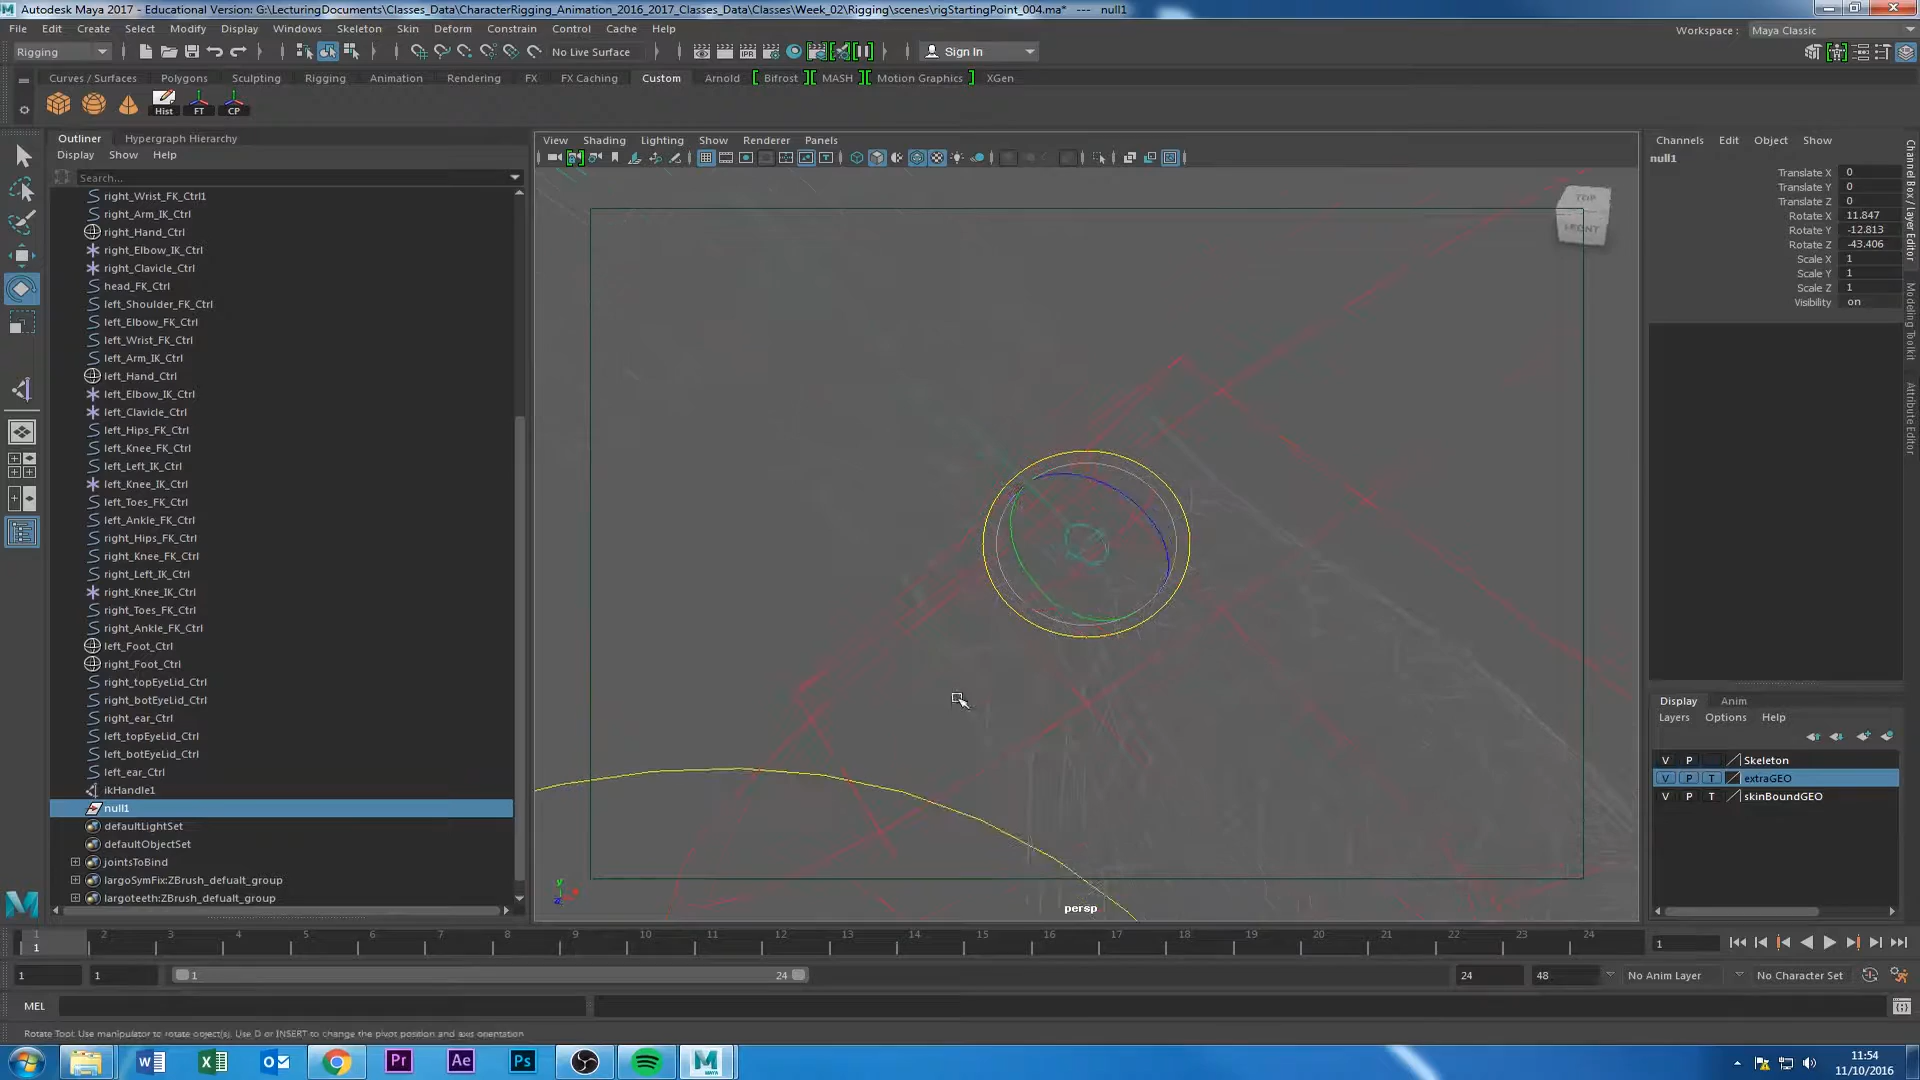 Autodesk Maya 2017 - Educational Version: G:\LecturingDocuments\Classes_Data\CharacterRigging_Animation_2016_2017_Classes_Data\Classes\Week_02\Rigging\scenes\rigStartingPoint_004.ma* --- null1
File Edit Create Select Modify Display Windows Skeleton Skin Deform Constrain Control Cache Help
Workspace : Maya Classic
Rigging No Live Surface Sign In
Curves / Surfaces Polygons Sculpting Rigging Animation Rendering FX FX Caching Custom Arnold Bifrost MASH Motion Graphics XGen
Hist FT CP
Outliner Hypergraph Hierarchy
Display Show Help
Search...
right_Wrist_FK_Ctrl1
right_Arm_IK_Ctrl
right_Hand_Ctrl
right_Elbow_IK_Ctrl
right_Clavicle_Ctrl
head_FK_Ctrl
left_Shoulder_FK_Ctrl
left_Elbow_FK_Ctrl
left_Wrist_FK_Ctrl
left_Arm_IK_Ctrl
left_Hand_Ctrl
left_Elbow_IK_Ctrl
left_Clavicle_Ctrl
left_Hips_FK_Ctrl
left_Knee_FK_Ctrl
left_Left_IK_Ctrl
left_Knee_IK_Ctrl
left_Toes_FK_Ctrl
left_Ankle_FK_Ctrl
right_Hips_FK_Ctrl
right_Knee_FK_Ctrl
right_Left_IK_Ctrl
right_Knee_IK_Ctrl
right_Toes_FK_Ctrl
right_Ankle_FK_Ctrl
left_Foot_Ctrl
right_Foot_Ctrl
right_topEyeLid_Ctrl
right_botEyeLid_Ctrl
right_ear_Ctrl
left_topEyeLid_Ctrl
left_botEyeLid_Ctrl
left_ear_Ctrl
ikHandle1
null1
defaultLightSet
defaultObjectSet
jointsToBind
largoSymFix:ZBrush_defualt_group
largoteeth:ZBrush_defualt_group
View Shading Lighting Show Renderer Panels
TOP
FRONT
persp
Channels Edit Object Show
null1
Translate X 0
Translate Y 0
Translate Z 0
Rotate X 11.847
Rotate Y -12.813
Rotate Z -43.406
Scale X 1
Scale Y 1
Scale Z 1
Visibility on
Channel Box / Layer Editor
Modeling Toolkit
Attribute Editor
Display Anim
Layers Options Help
V P Skeleton
V P T extraGEO
V P T skinBoundGEO
1 2 3 4 5 6 7 8 9 10 11 12 13 14 15 16 17 18 19 20 21 22 23 24
1 1
1 1 1 24 24 48 No Anim Layer No Character Set
MEL
Rotate Tool: Use manipulator to rotate object(s). Use D or INSERT to change the pivot position and axis orientation
11:54
11/10/2016